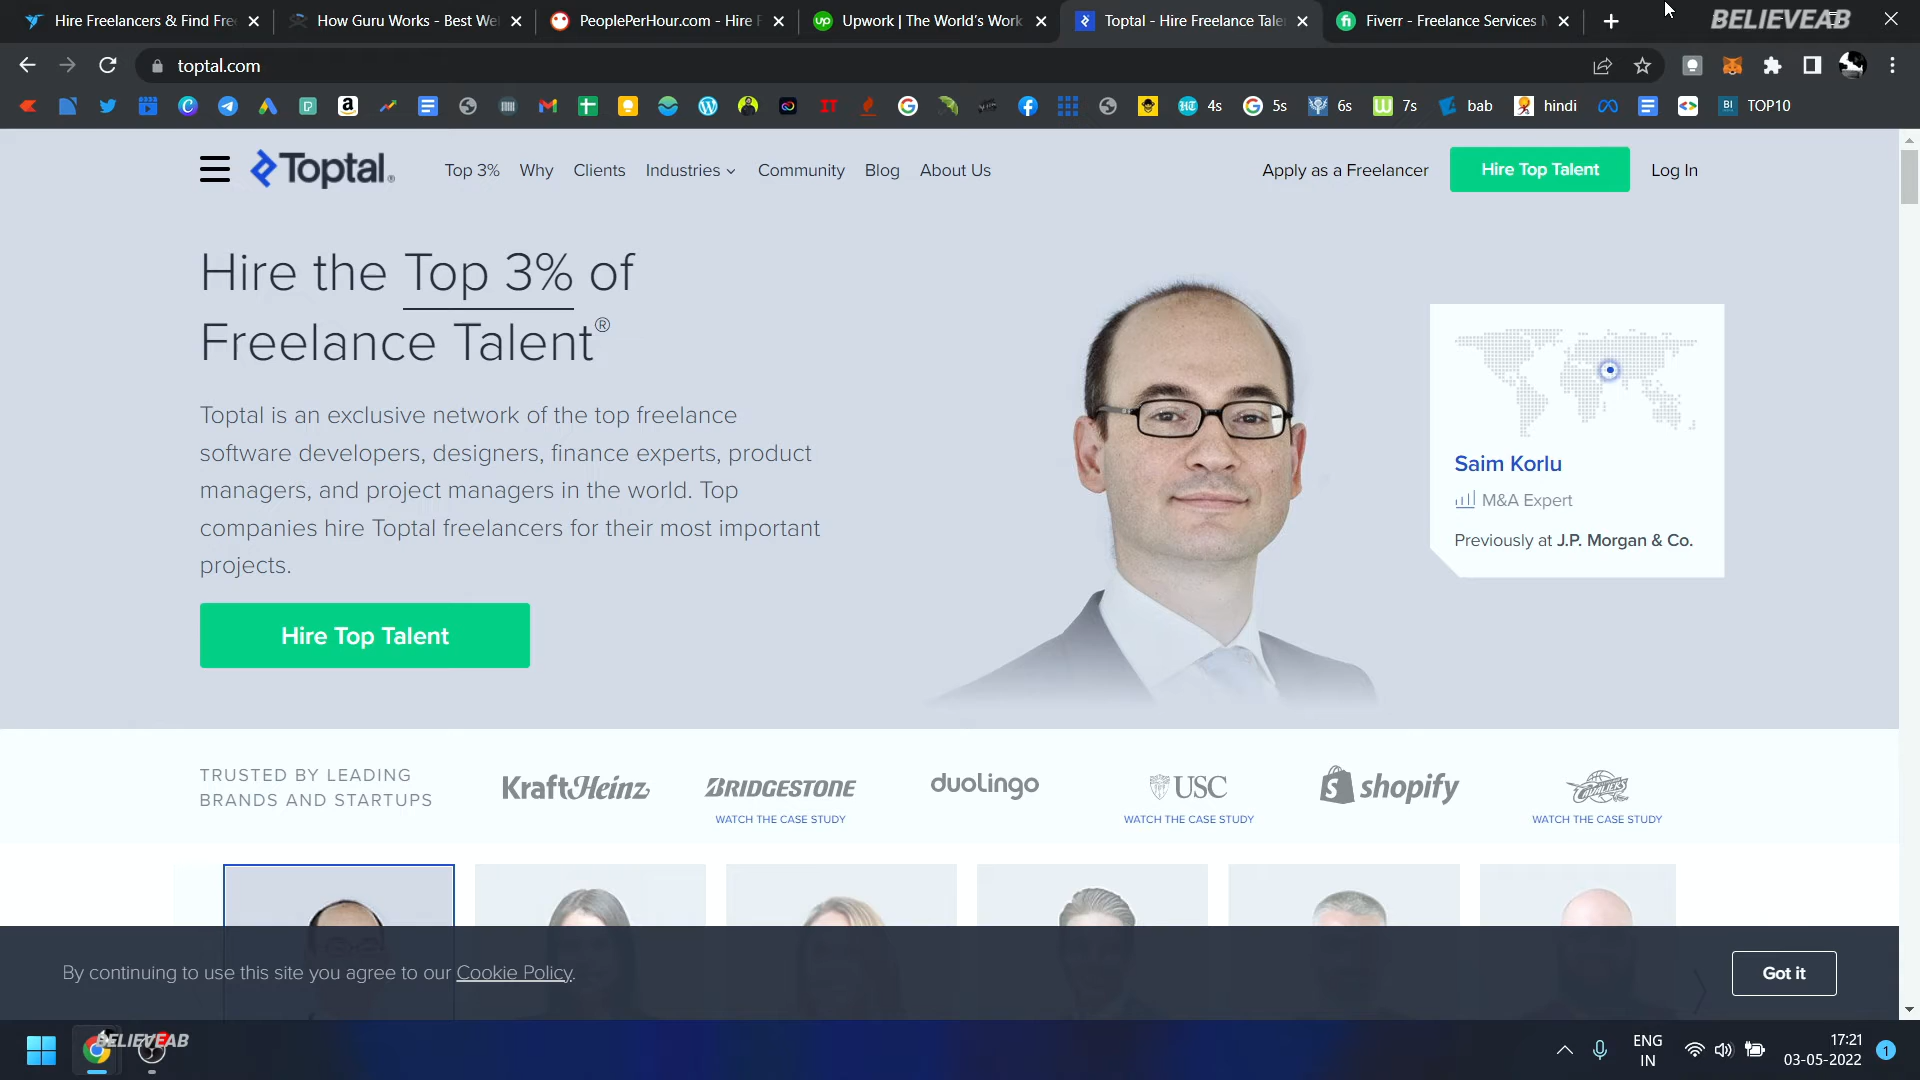 Hire Freelancers & Find Fre
How Guru Works - Best We
PeoplePerHour.com - Hire F
Upwork | The World's Work
Toptal - Hire Freelance Tale
Fiverr - Freelance Services M
BELIEVEAB
toptal.com
4s
5s
6s
7s
bab
hindi
TOP10
Toptal®
Top 3%
Why
Clients
Industries
Community
Blog
About Us
Apply as a Freelancer
Hire Top Talent
Log In
Hire the Top 3% of
Freelance Talent®
Toptal is an exclusive network of the top freelance
software developers, designers, finance experts, product
managers, and project managers in the world. Top
companies hire Toptal freelancers for their most important
projects.
Hire Top Talent
Saim Korlu
M&A Expert
Previously at J.P. Morgan & Co.
TRUSTED BY LEADING
BRANDS AND STARTUPS
KraftHeinz
BRIDGESTONE
WATCH THE CASE STUDY
duolingo
USC
WATCH THE CASE STUDY
shopify
CAVALIERS
WATCH THE CASE STUDY
By continuing to use this site you agree to our Cookie Policy.
Got it
BELIEVEAB
ENG
IN
17:21
03-05-2022
1